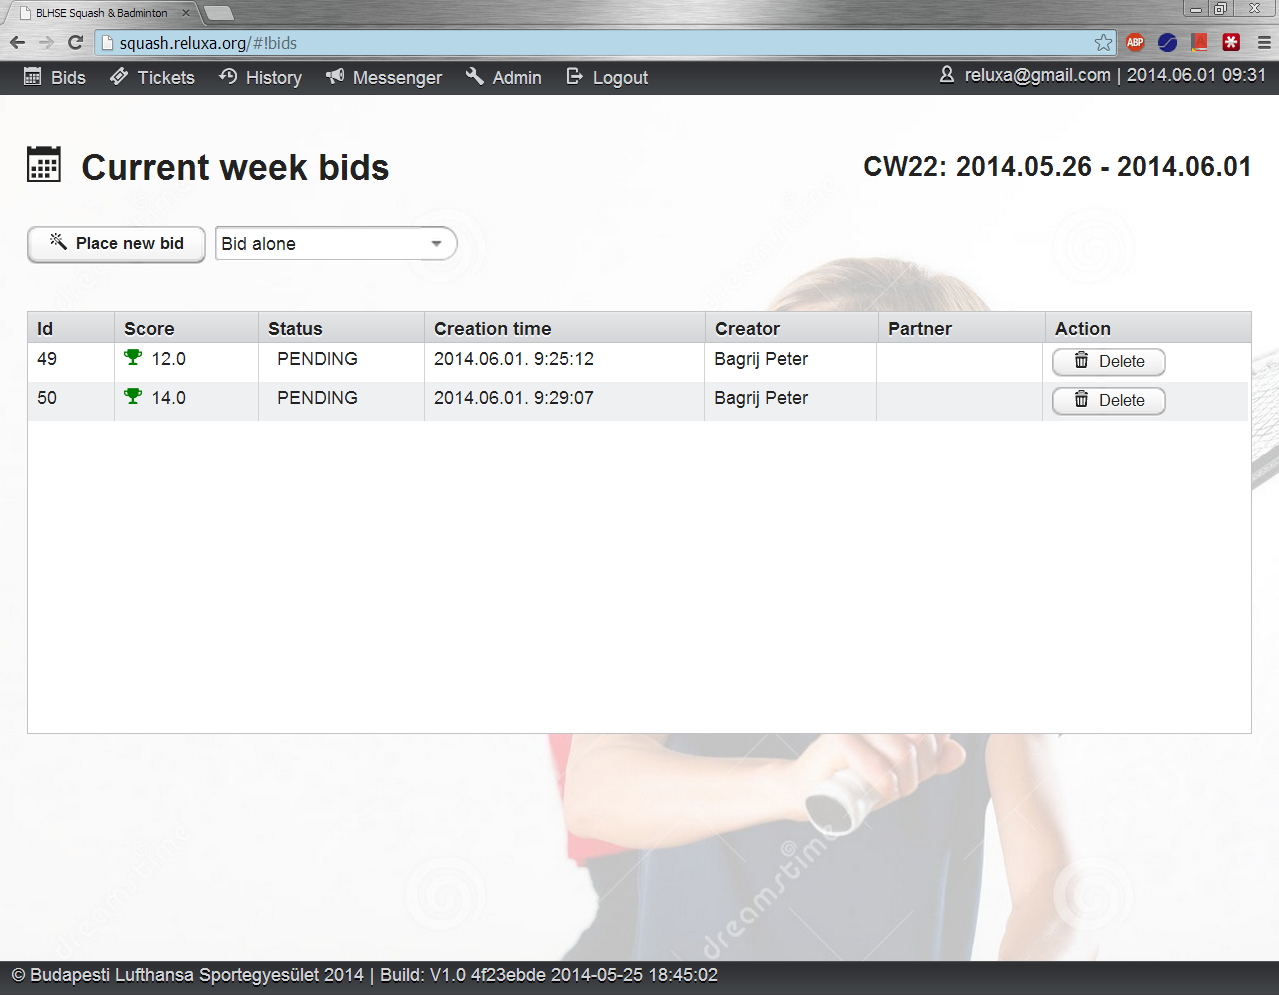 BLHSE Squash & Badminton
squash.reluxa.org/#!bids
ABP
Bids Tickets History Messenger Admin Logout reluxa@gmail.com | 2014.06.01 09:31
Current week bids CW22: 2014.05.26 - 2014.06.01
Place new bid Bid alone
Id Score Status Creation time Creator Partner Action
49 12.0 PENDING 2014.06.01. 9:25:12 Bagrij Peter Delete
50 14.0 PENDING 2014.06.01. 9:29:07 Bagrij Peter Delete
dreamstime
© Budapesti Lufthansa Sportegyesület 2014 | Build: V1.0 4f23ebde 2014-05-25 18:45:02